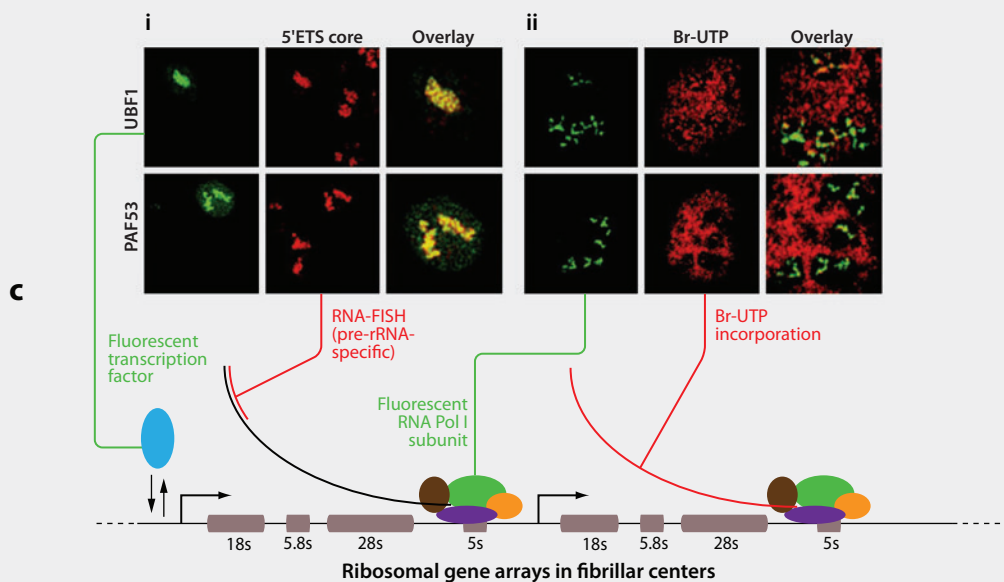 i
ii
5'ETS core
Overlay
Br-UTP
Overlay
UBF1
PAF53
c
Fluorescent
transcription
factor
RNA-FISH
(pre-rRNA-
specific)
Fluorescent
RNA Pol I
subunit
Br-UTP
incorporation
18s
5.8s
28s
5s
18s
5.8s
28s
5s
Ribosomal gene arrays in fibrillar centers